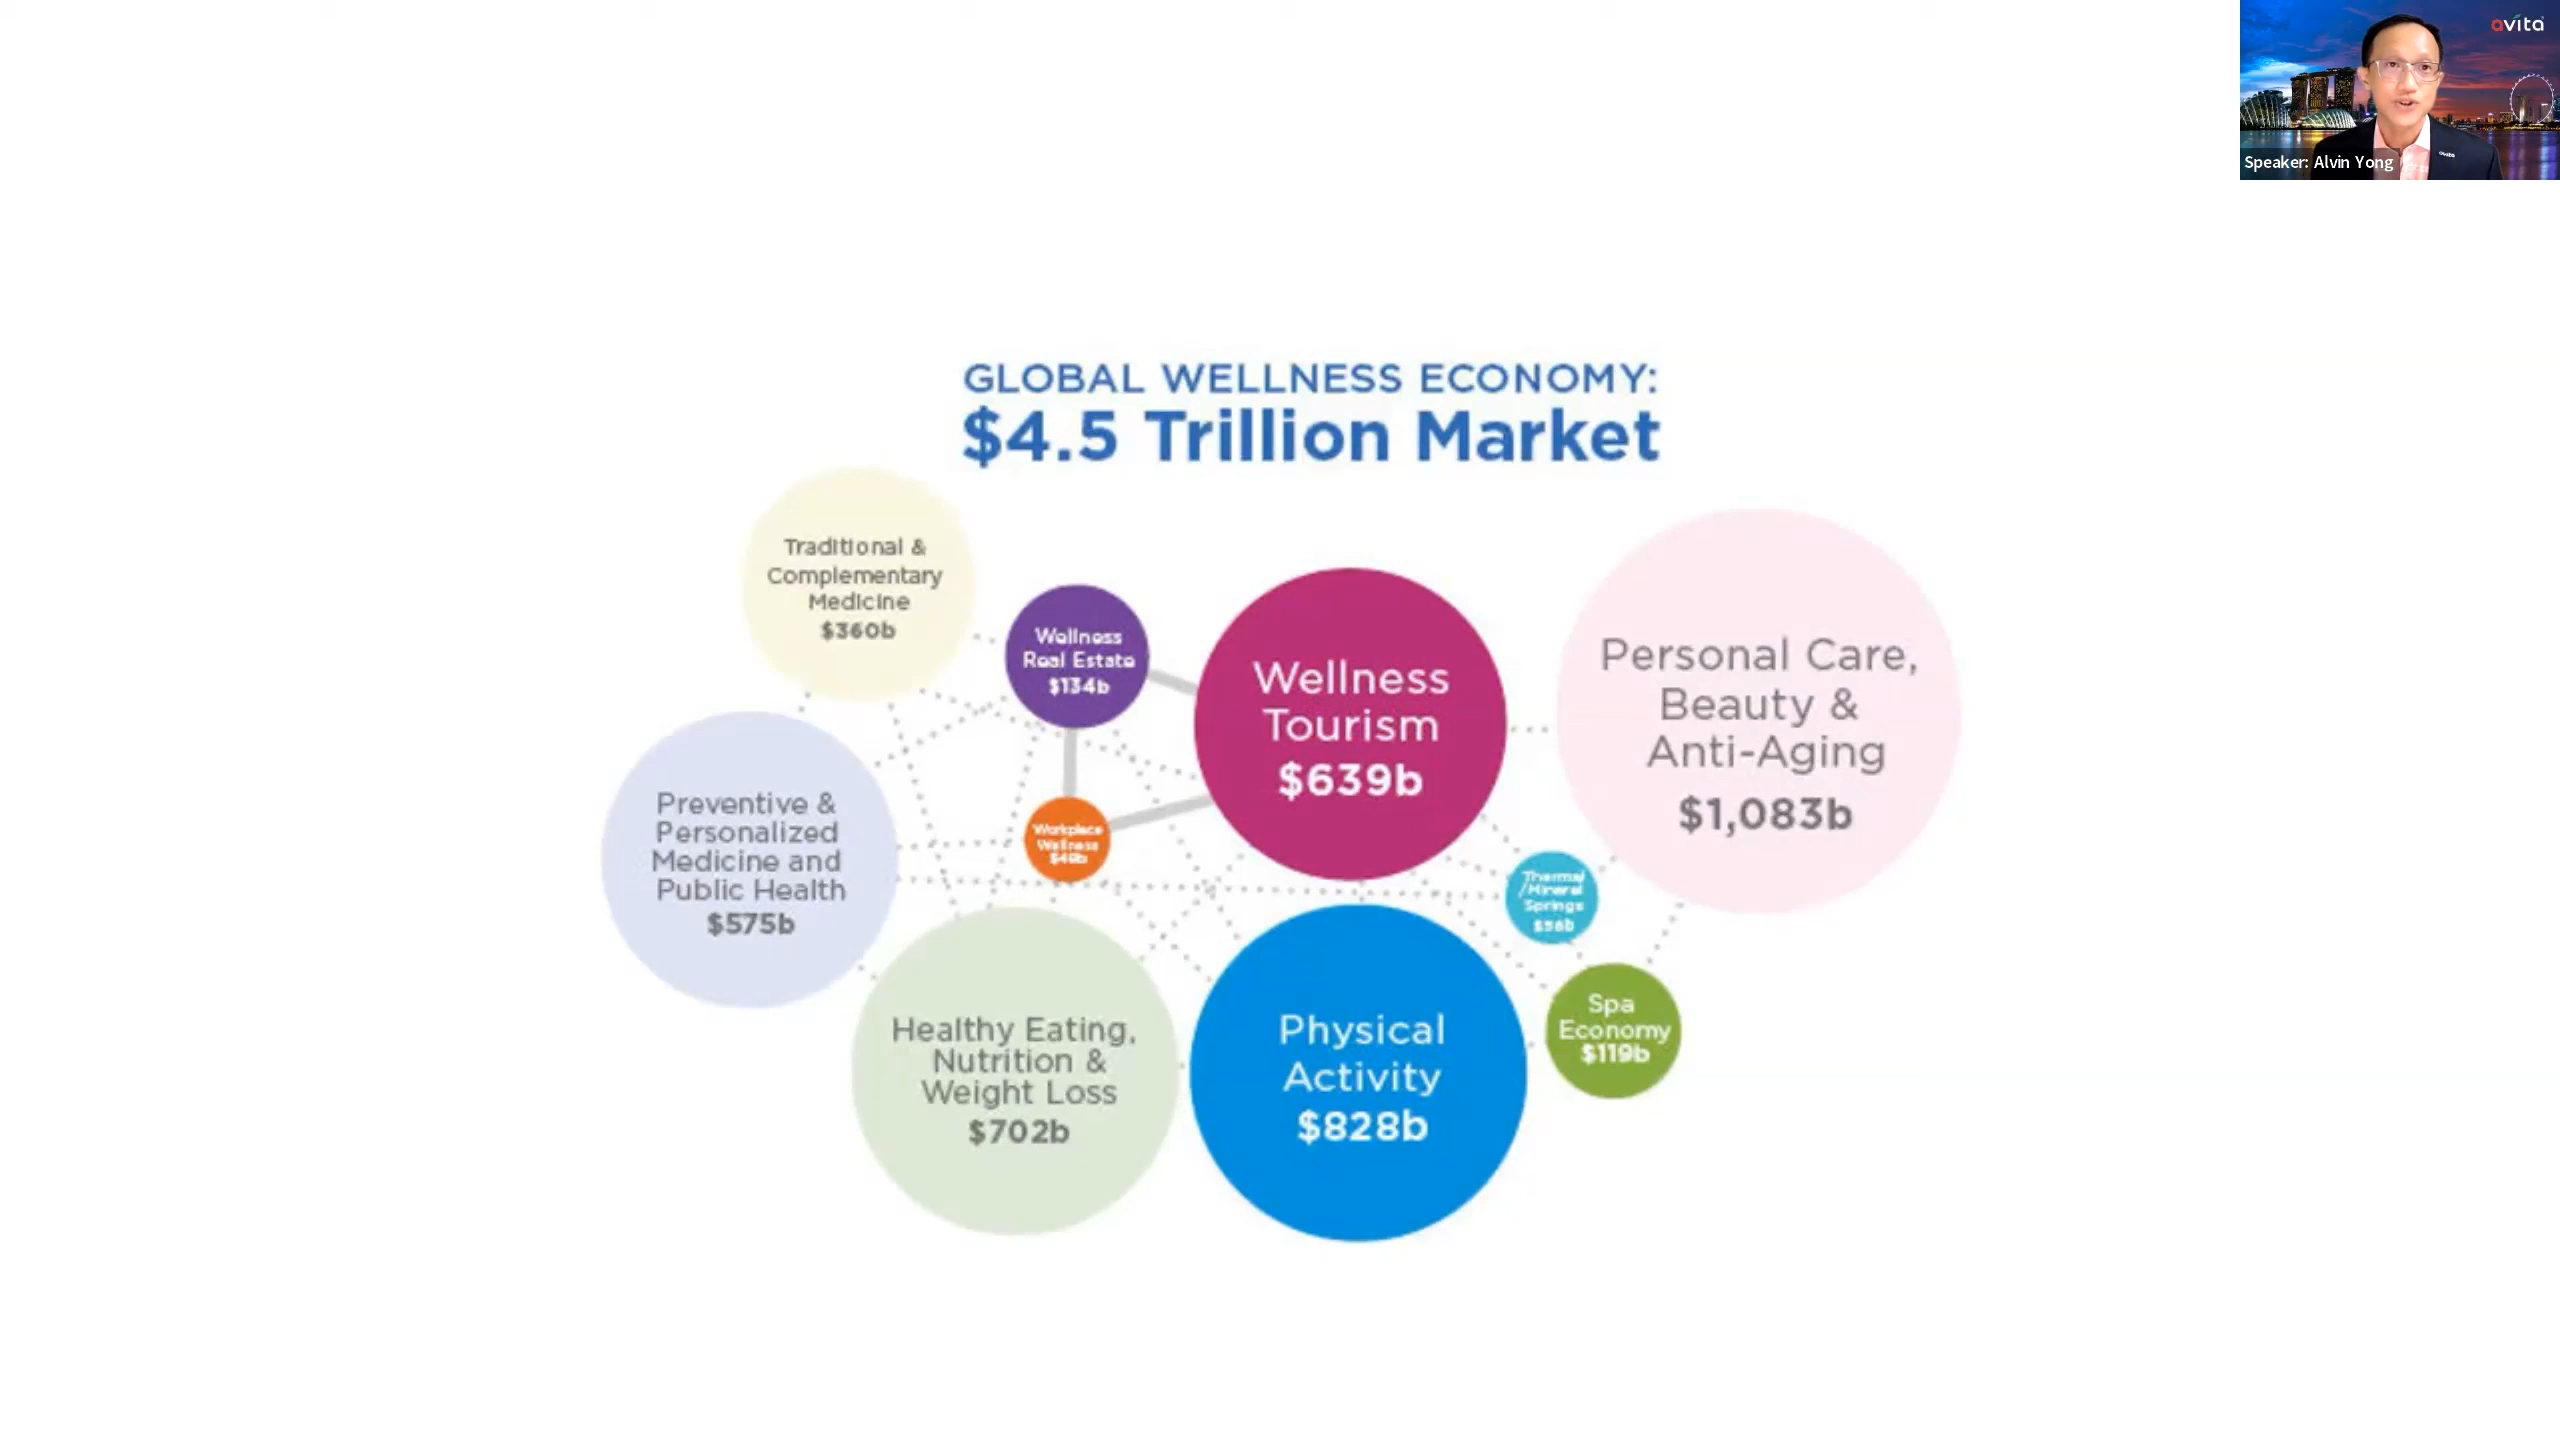 avita
Speaker: Alvin Yong
GLOBAL WELLNESS ECONOMY:
$4.5 Trillion Market
Traditional &
Complementary
Medicine
$360b
Wellness
Real Estate
$134b
Wellness
Tourism
$639b
Personal Care,
Beauty &
Anti-Aging
$1,083b
Preventive &
Personalized
Medicine and
Public Health
$575b
Workplace
Wellness
Thermal
/Mineral
Springs
Healthy Eating,
Nutrition &
Weight Loss
$702b
Physical
Activity
$828b
Spa
Economy
$119b